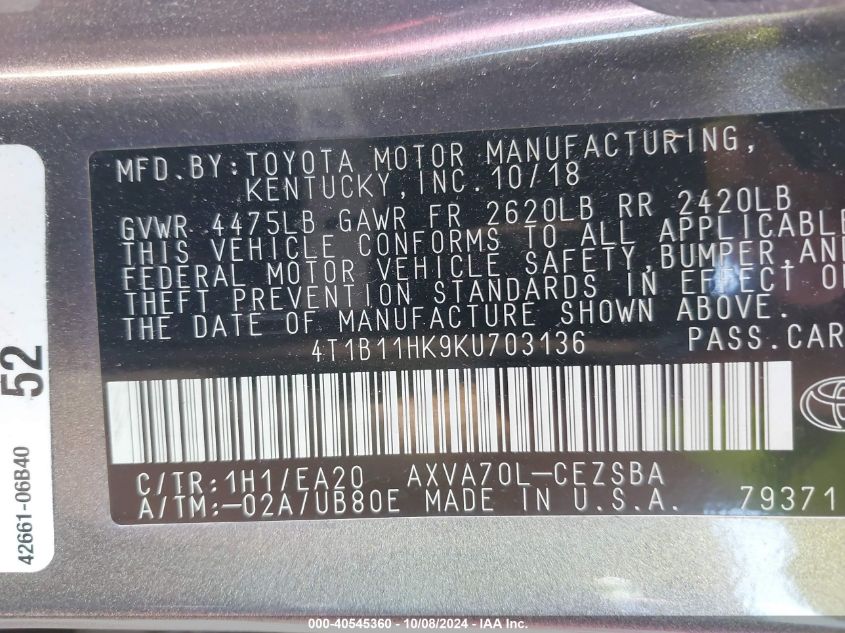 MFD.BY:TOYOTA MOTOR MANUFACTURING,
KENTUCKY,INC.10/18
GVWR 4475LB GAWR FR 2620LB RR 2420LB
THIS VEHICLE CONFORMS TO ALL APPLICABLE
FEDERAL MOTOR VEHICLE SAFETY,BUMPER,AND
THEFT PREVENTION STANDARDS IN EFFECT O
THE DATE OF MANUFACTURE SHOWN ABOVE.
4T1B11HK9KU703136 PASS.CAR
C/TR:1H1/EA20 AXVA70L-CEZSBA
A/TM:-02A/UB80E MADE IN U.S.A. 79371
52
42661-06B40
000-40545360 - 10/08/2024 - IAA Inc.